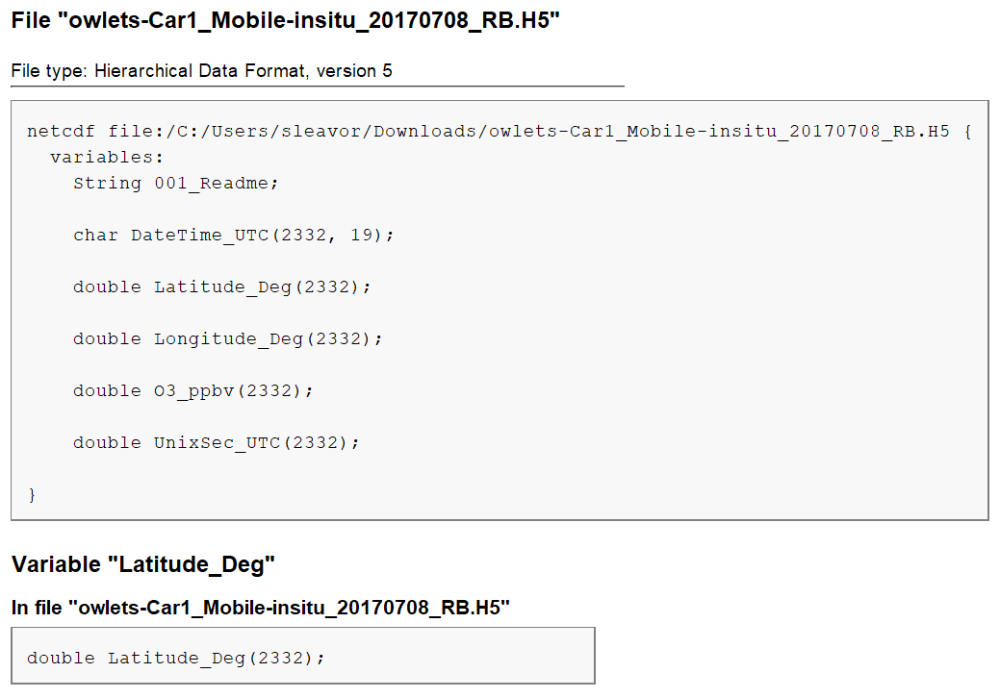 File "owlets-Car1_Mobile-insitu_20170708_RB.H5"
File type: Hierarchical Data Format, version 5
netcdf file:/C:/Users/sleavor/Downloads/owlets-Car1_Mobile-insitu_20170708_RB.H5 {
variables:
String 001_Readme;
char DateTime_UTC(2332, 19);
double Latitude_Deg(2332);
double Longitude_Deg(2332);
double O3_ppbv(2332);
double UnixSec_UTC(2332);
}
Variable "Latitude_Deg"
In file "owlets-Car1_Mobile-insitu_20170708_RB.H5"
double Latitude_Deg(2332);